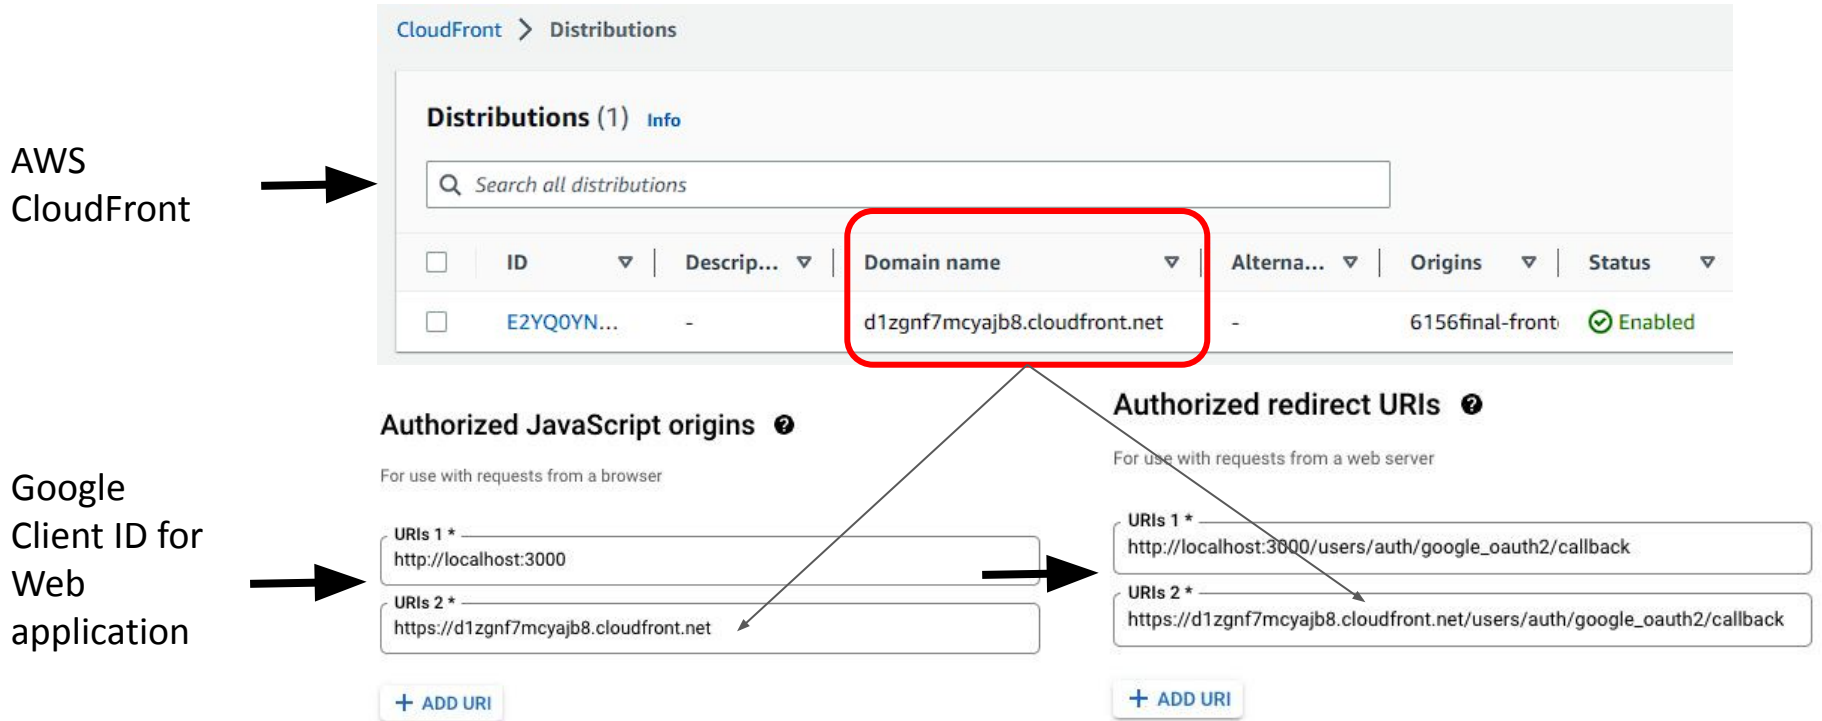 CloudFront > Distributions
Distributions (1) Info
AWS
CloudFront
Search all distributions
ID Descrip... Domain name Alterna... Origins Status
E2YQ0YN... - d1zgnf7mcyajb8.cloudfront.net - 6156final-front Enabled
Authorized JavaScript origins
For use with requests from a browser
Google
Client ID for
Web
application
URIs 1 *
http://localhost:3000
URIs 2 *
https://d1zgnf7mcyajb8.cloudfront.net
+ ADD URI
Authorized redirect URIs
For use with requests from a web server
URIs 1 *
http://localhost:3000/users/auth/google_oauth2/callback
URIs 2 *
https://d1zgnf7mcyajb8.cloudfront.net/users/auth/google_oauth2/callback
+ ADD URI